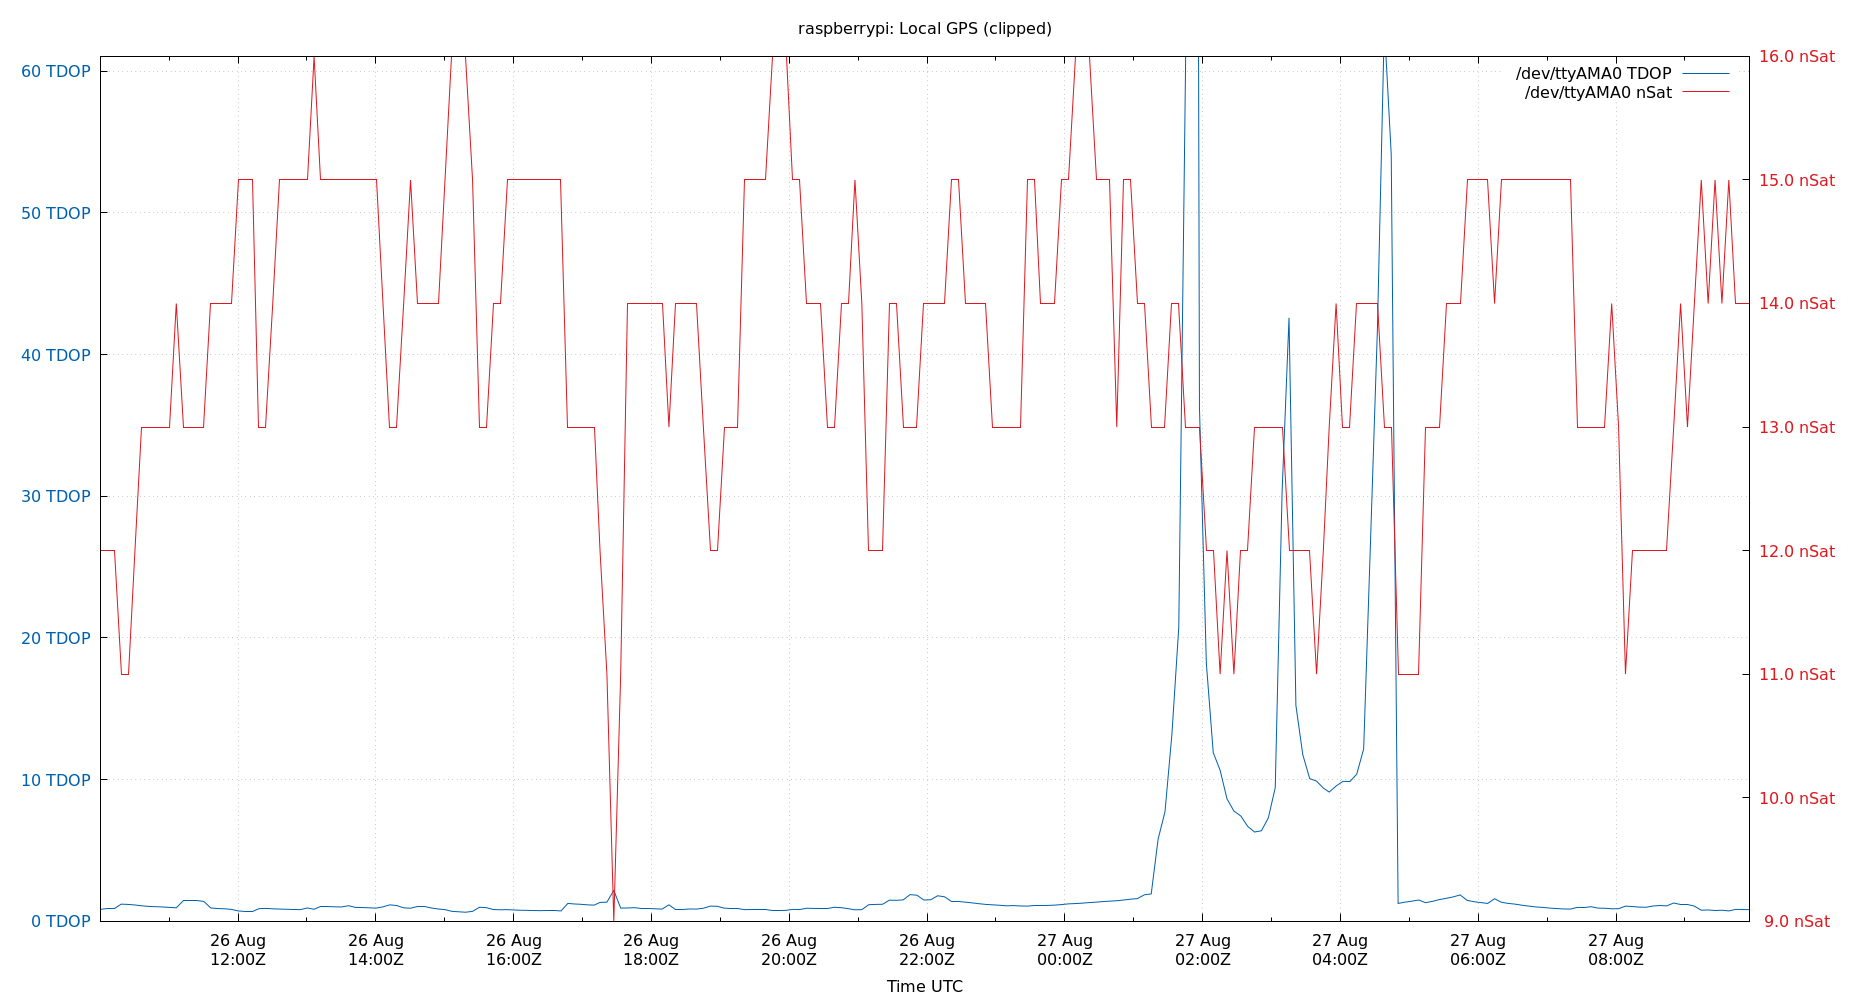 raspberrypi: Local GPS (clipped)
60 TDOP
50 TDOP
40 TDOP
30 TDOP
20 TDOP
10 TDOP
0 TDOP
/dev/ttyAMA0 TDOP
/dev/ttyAMA0 nSat
16.0 nSat
15.0 nSat
14.0 nSat
13.0 nSat
12.0 nSat
11.0 nSat
10.0 nSat
9.0 nSat
26 Aug
12:00Z
26 Aug
14:00Z
26 Aug
16:00Z
26 Aug
18:00Z
26 Aug
20:00Z
26 Aug
22:00Z
27 Aug
00:00Z
27 Aug
02:00Z
27 Aug
04:00Z
27 Aug
06:00Z
27 Aug
08:00Z
Time UTC